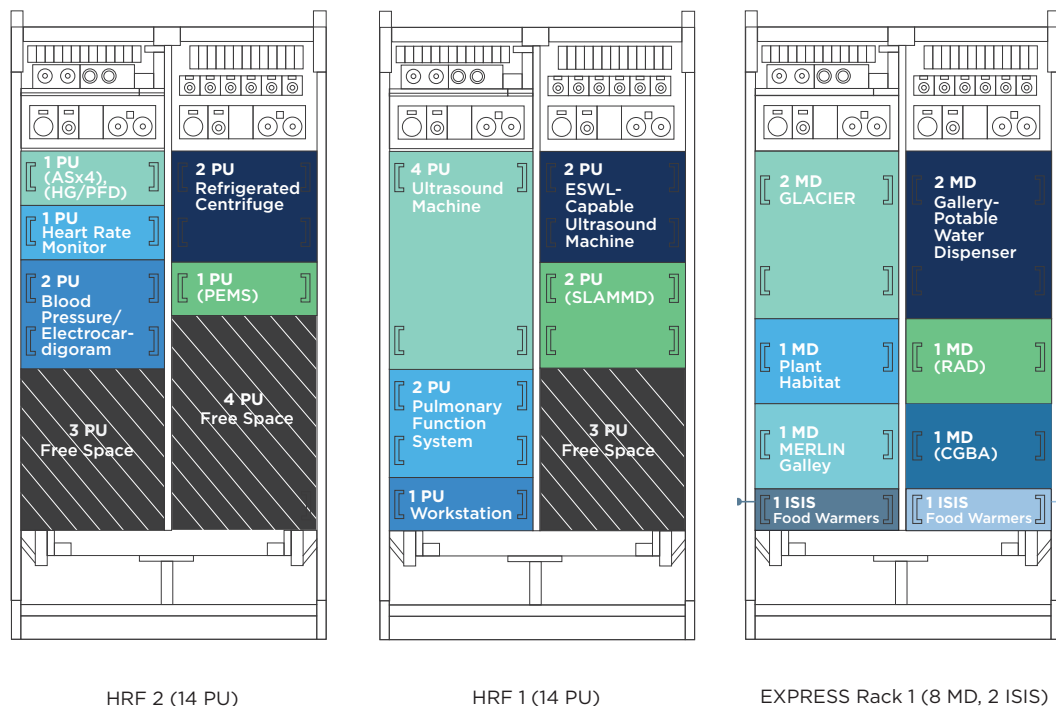 1 PU
(ASx4),
(HG/PFD)
1 PU
Heart Rate
Monitor
2 PU
Blood
Pressure/
Electrocar-
digoram
3 PU
Free Space
2 PU
Refrigerated
Centrifuge
1 PU
(PEMS)
4 PU
Free Space
HRF 2 (14 PU)
4 PU
Ultrasound
Machine
2 PU
Pulmonary
Function
System
1 PU
Workstation
2 PU
ESWL-
Capable
Ultrasound
Machine
2 PU
(SLAMMD)
3 PU
Free Space
HRF 1 (14 PU)
2 MD
GLACIER
1 MD
Plant
Habitat
1 MD
MERLIN
Galley
1 ISIS
Food Warmers
2 MD
Gallery-
Potable
Water
Dispenser
1 MD
(RAD)
1 MD
(CGBA)
1 ISIS
Food Warmers
EXPRESS Rack 1 (8 MD, 2 ISIS)